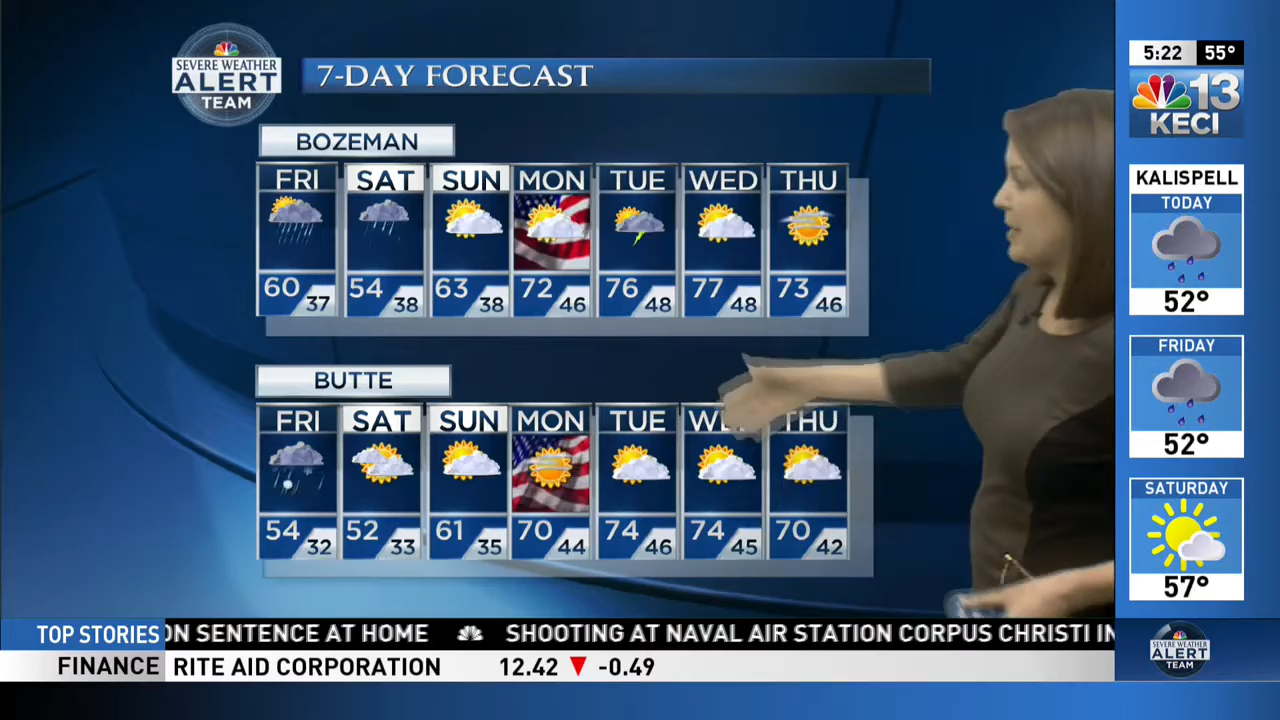 SEVERE WEATHER
ALERT
TEAM
7-DAY FORECAST
BOZEMAN
FRI SAT SUN MON TUE WED THU
60 37 54 38 63 38 72 46 76 48 77 48 73 46
BUTTE
FRI SAT SUN MON TUE THU
54 32 52 33 61 35 70 44 74 46 74 45 70 42
5:22 55°
13
KECI
KALISPELL
TODAY
52°
FRIDAY
52°
SATURDAY
57°
TOP STORIES ON SENTENCE AT HOME SHOOTING AT NAVAL AIR STATION CORPUS CHRISTI IN
FINANCE RITE AID CORPORATION 12.42 ▼ -0.49
SEVERE WEATHER
ALERT
TEAM